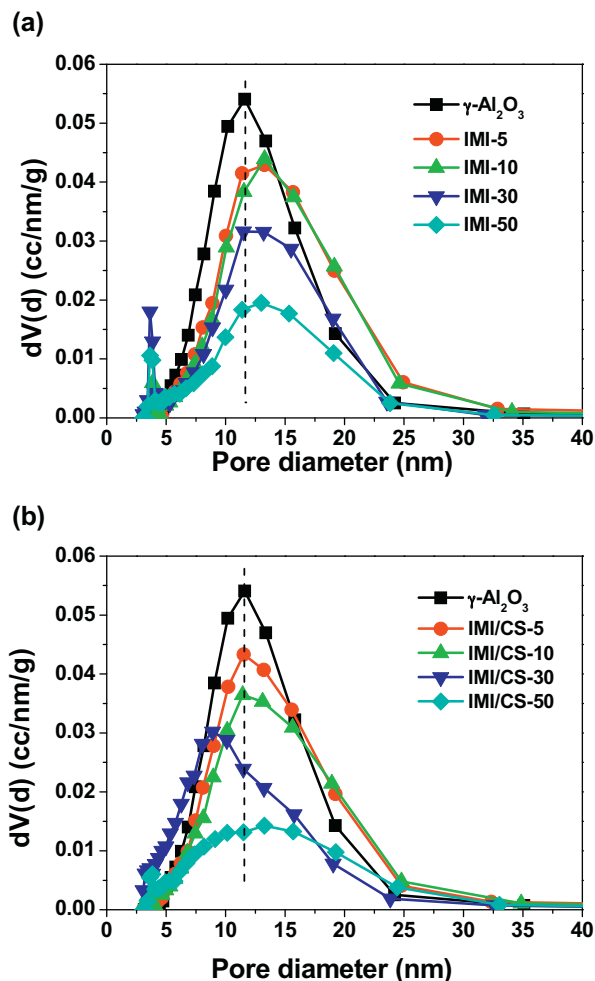 (a)
0.06
0.05
0.04
0.03
0.02
0.01
0.00
dV(d) (cc/nm/g)
γ-Al₂O₃
IMI-5
IMI-10
IMI-30
IMI-50
0 5 10 15 20 25 30 35 40
Pore diameter (nm)
(b)
0.06
0.05
0.04
0.03
0.02
0.01
0.00
dV(d) (cc/nm/g)
γ-Al₂O₃
IMI/CS-5
IMI/CS-10
IMI/CS-30
IMI/CS-50
0 5 10 15 20 25 30 35 40
Pore diameter (nm)